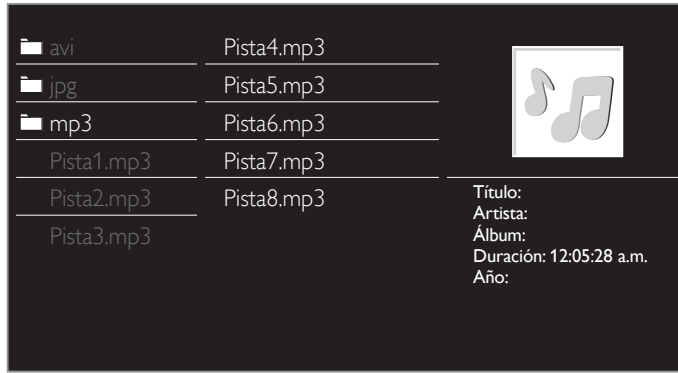 avi
jpg
mp3
Pista1.mp3
Pista2.mp3
Pista3.mp3
Pista4.mp3
Pista5.mp3
Pista6.mp3
Pista7.mp3
Pista8.mp3
Título:
Artista:
Álbum:
Duración: 12:05:28 a.m.
Año: